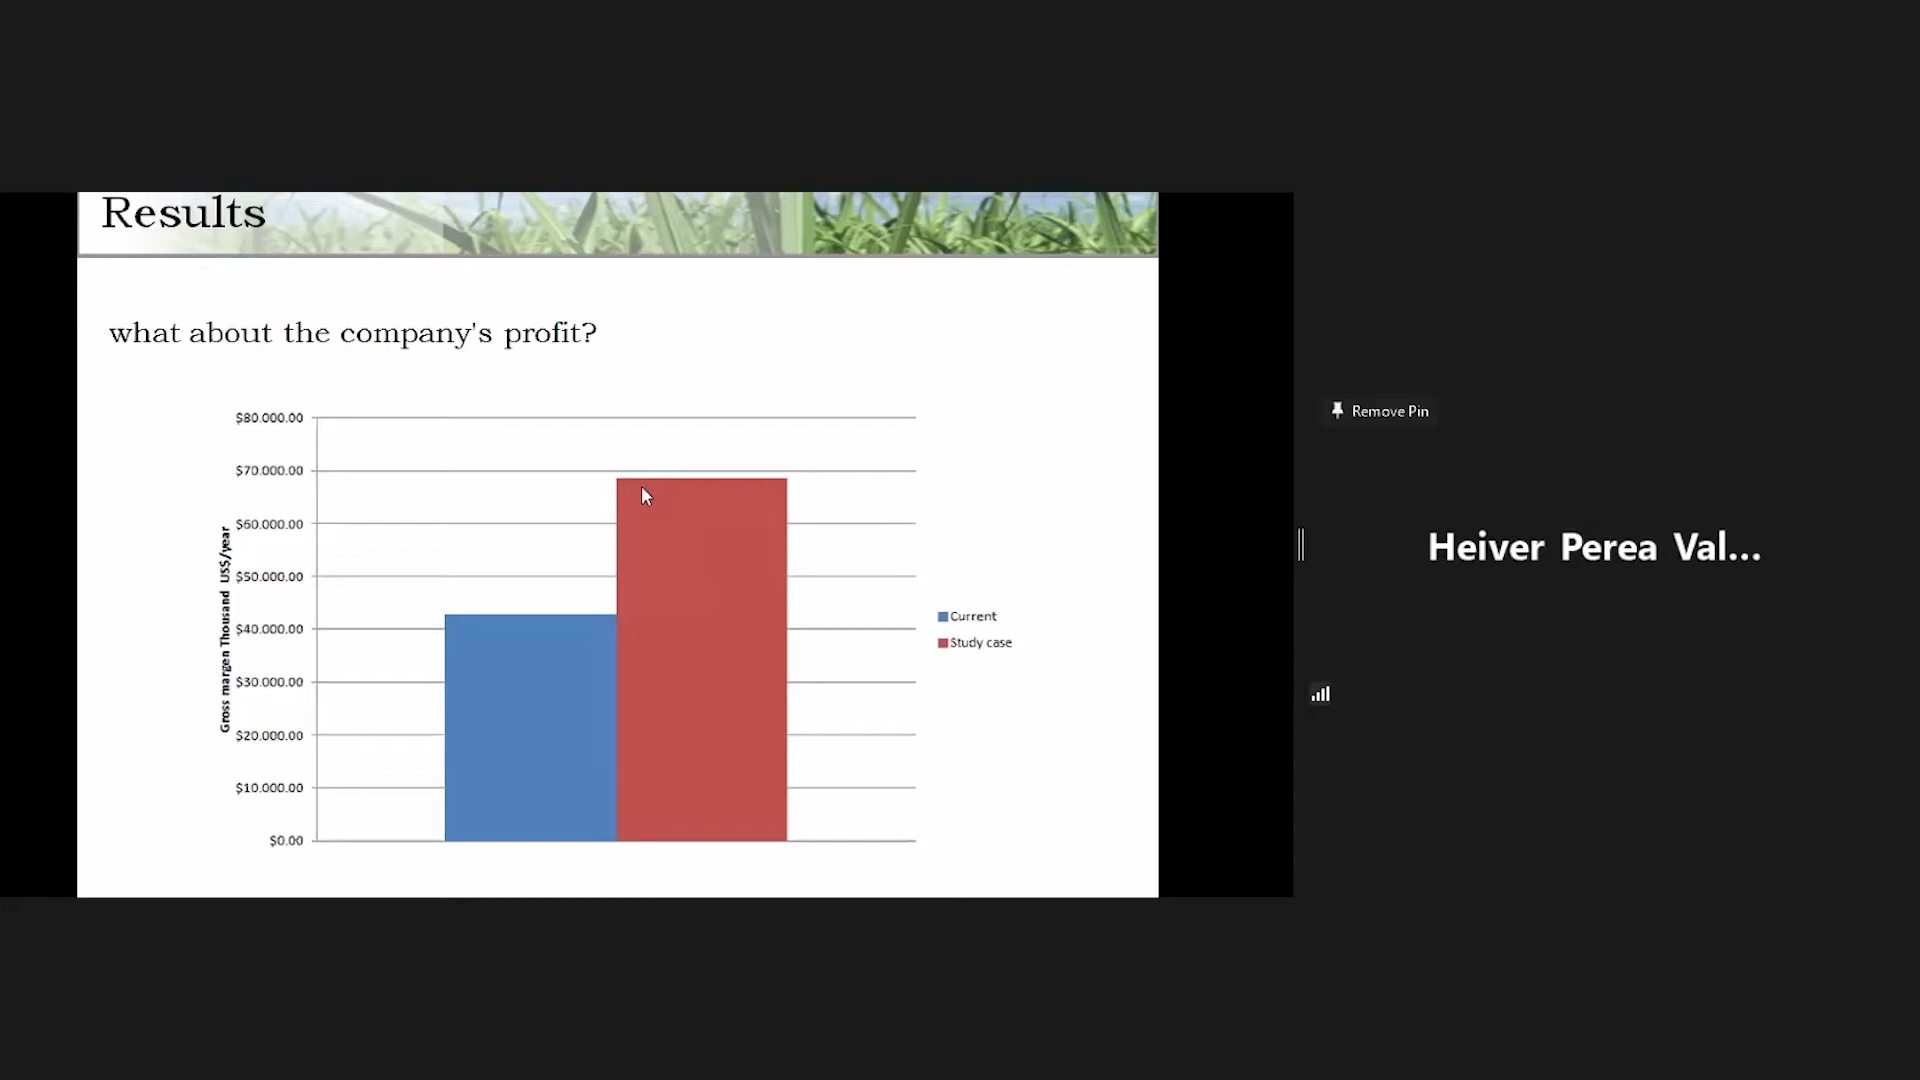 Results
what about the company's profit?
$80.000.00
$70.000.00
$60.000.00
$50.000.00
$40.000.00
$30.000.00
$20.000.00
$10.000.00
$0.00
Gross margen Thousand US$/year
Current
Study case
Remove Pin
Heiver Perea Val...